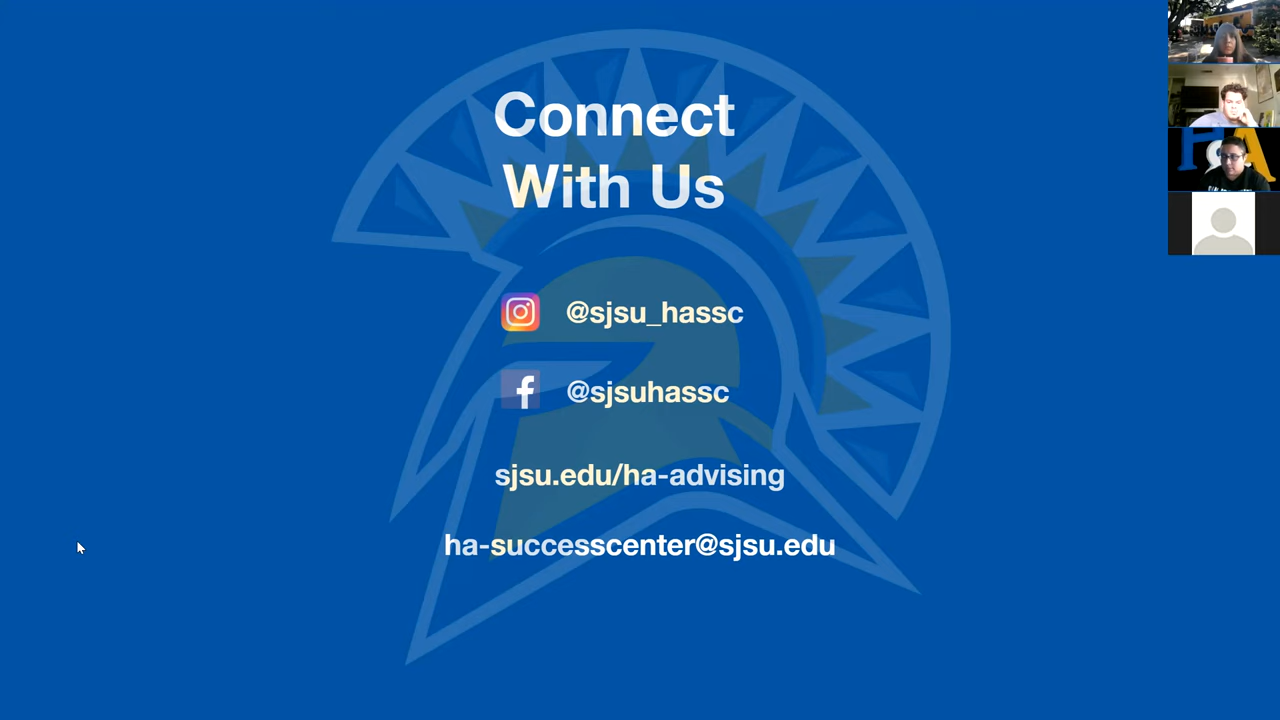 Connect
With Us
@sjsu_hassc
@sjsuhassc
sjsu.edu/ha-advising
ha-successcenter@sjsu.edu
H&A